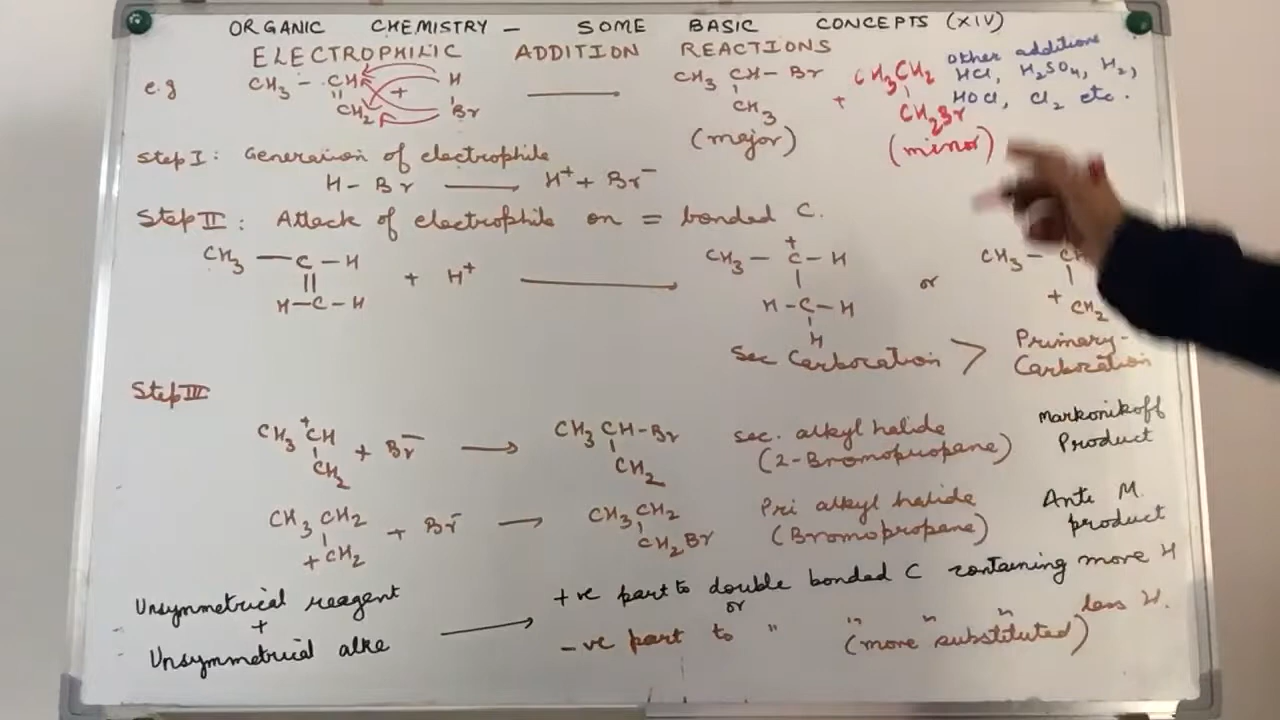 ORGANIC CHEMISTRY - SOME BASIC CONCEPTS (XIV)
ELECTROPHILIC ADDITION REACTIONS
e.g CH3 - CH = CH2 + H Br ⟶ CH3 CH - Br CH3 (major) + CH3CH2 CH2Br (minor)
Other additions
HCl, H2SO4, H2,
HOCl, Cl2 etc.
Step I: Generation of electrophile
H - Br ⟶ H+ + Br-
Step II: Attack of electrophile on = bonded C.
CH3 — C - H || H - C - H + H+ ⟶ CH3 - C+ - H | H - C - H | H or CH3 - | + CH2
Sec Carbocation > Primary - Carbocation
Step III
CH3 +CH CH2 + Br- ⟶ CH3 CH-Br CH2 sec. alkyl halide (2-Bromopropane) Markonikoff Product
CH3 CH2 +CH2 + Br- ⟶ CH3 CH2 CH2Br Pri alkyl halide (Bromopropane) Ante M. product
Unsymmetrical reagent + Unsymmetrical alke ⟶
+ve part to double bonded C containing more H
or
-ve part to " " " " less H.
(more substituted)